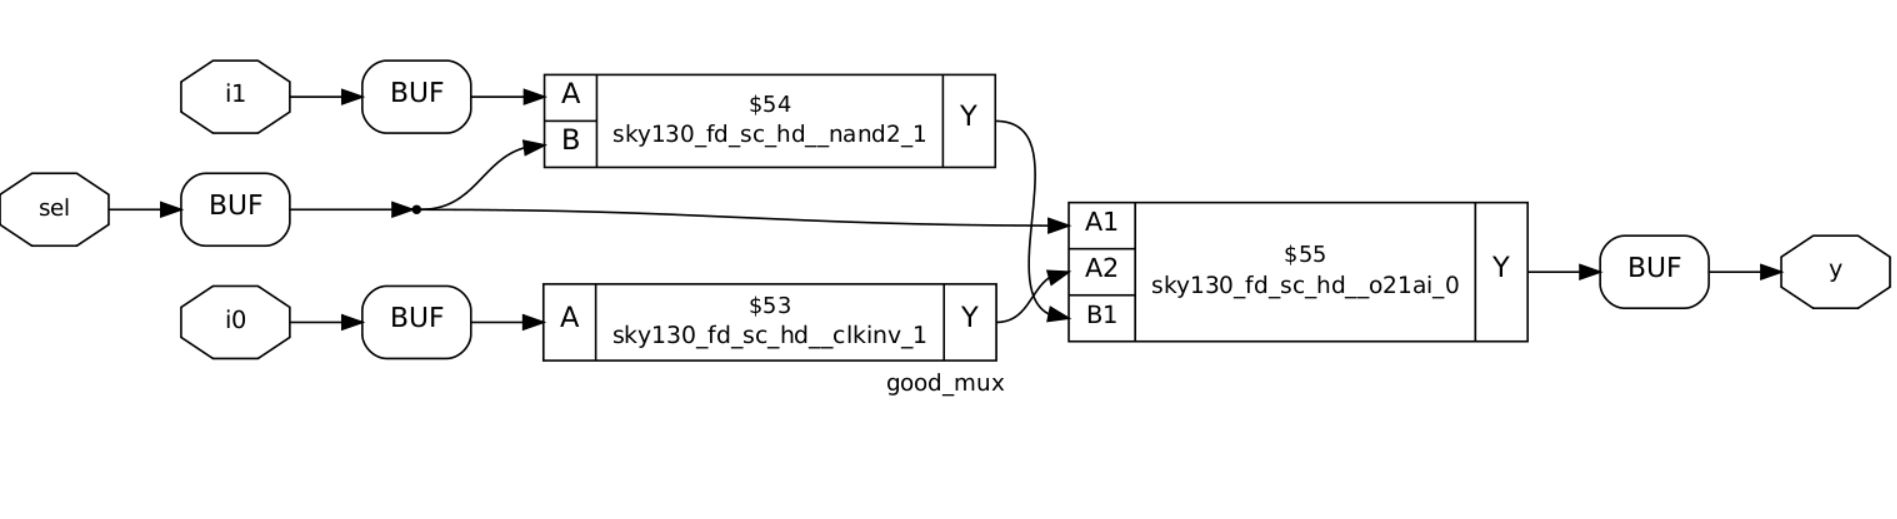 i1
BUF
A
B
$54
sky130_fd_sc_hd__nand2_1
Y
sel
BUF
A1
A2
B1
$55
sky130_fd_sc_hd__o21ai_0
Y
BUF
y
i0
BUF
A
$53
sky130_fd_sc_hd__clkinv_1
Y
good_mux